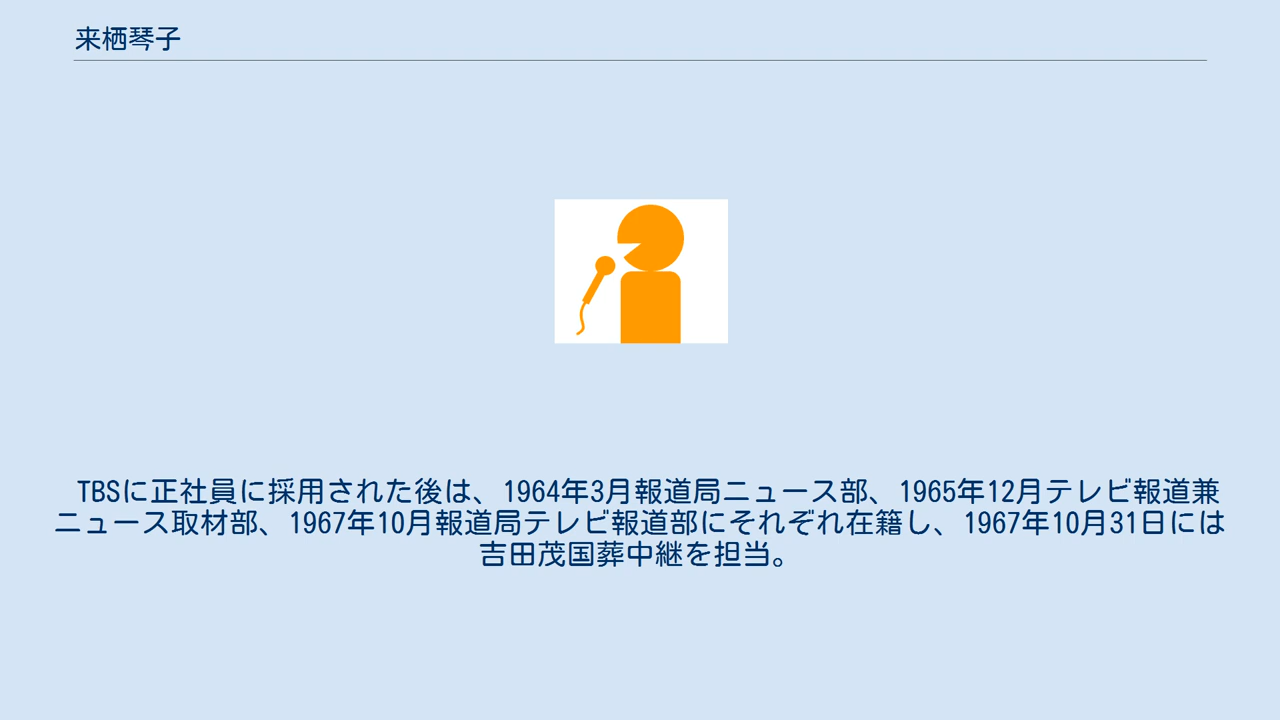 来栖琴子
TBSに正社員に採用された後は、1964年3月報道局ニュース部、1965年12月テレビ報道兼
ニュース取材部、1967年10月報道局テレビ報道部にそれぞれ在籍し、1967年10月31日には
吉田茂国葬中継を担当。